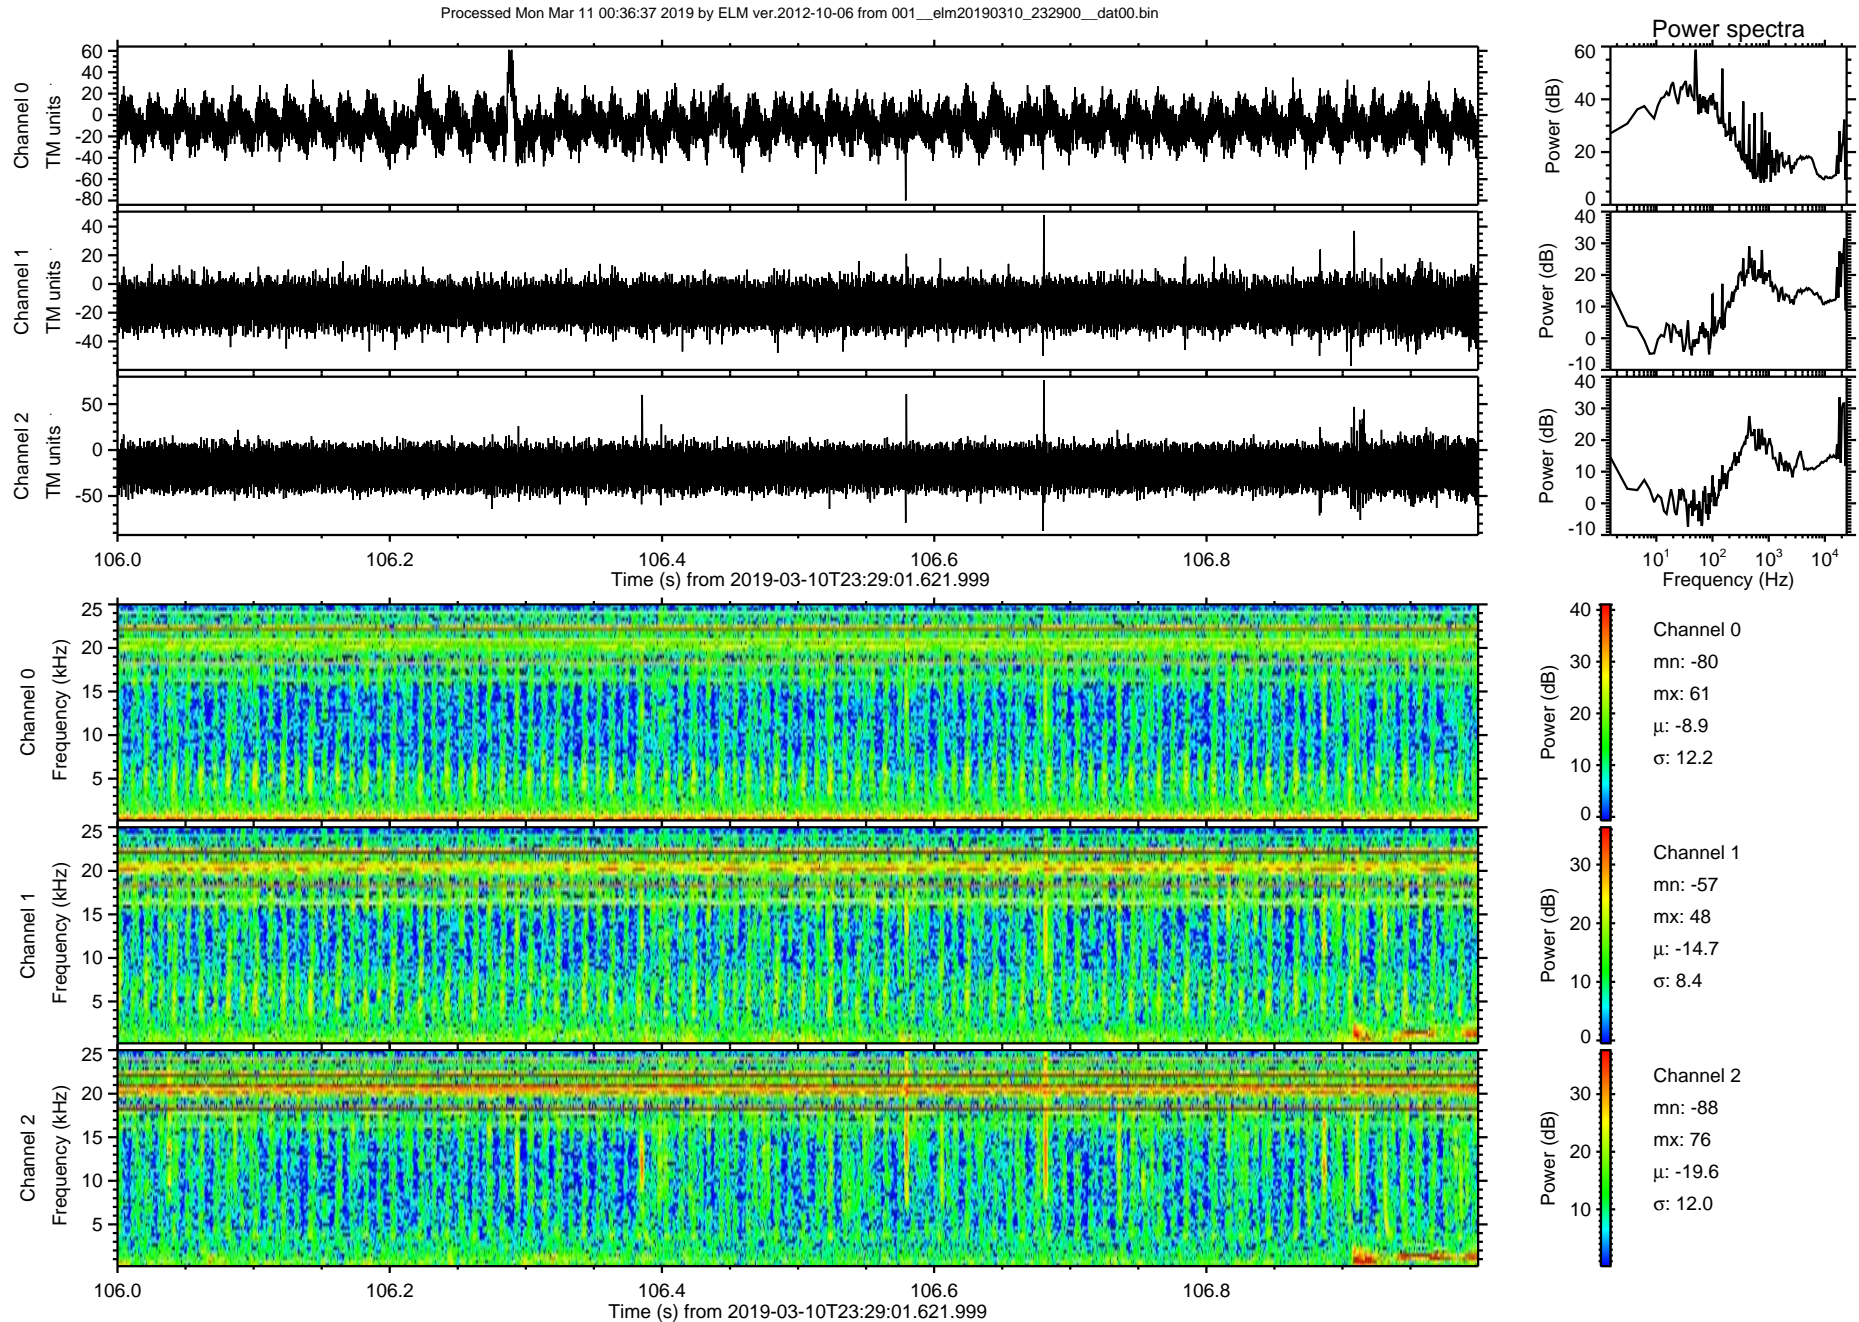 Processed Mon Mar 11 00:36:37 2019 by ELM ver.2012-10-06 from 001__elm20190310_232900__dat00.bin
Power spectra
Channel 0
TM units
60
40
20
0
-20
-40
-60
-80
Power (dB)
60
40
20
0
Channel 1
TM units
40
20
0
-20
-40
Power (dB)
40
30
20
10
0
-10
Channel 2
TM units
50
0
-50
Power (dB)
40
30
20
10
0
-10
106.0 106.2 106.4 106.6 106.8
Time (s) from 2019-03-10T23:29:01.621.999
10¹ 10² 10³ 10⁴
Frequency (Hz)
Channel 0
Frequency (kHz)
25
20
15
10
5
Power (dB)
40
30
20
10
0
Channel 0
mn: -80
mx: 61
μ: -8.9
σ: 12.2
Channel 1
Frequency (kHz)
25
20
15
10
5
Power (dB)
30
20
10
0
Channel 1
mn: -57
mx: 48
μ: -14.7
σ: 8.4
Channel 2
Frequency (kHz)
25
20
15
10
5
Power (dB)
30
20
10
Channel 2
mn: -88
mx: 76
μ: -19.6
σ: 12.0
106.0 106.2 106.4 106.6 106.8
Time (s) from 2019-03-10T23:29:01.621.999